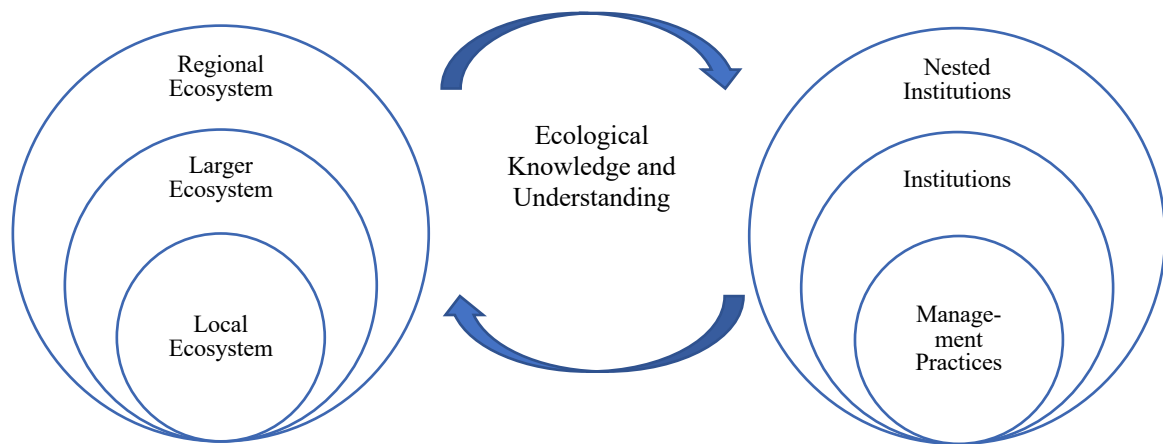 Regional
Ecosystem
Larger
Ecosystem
Local
Ecosystem
Ecological
Knowledge and
Understanding
Nested
Institutions
Institutions
Manage-
ment
Practices